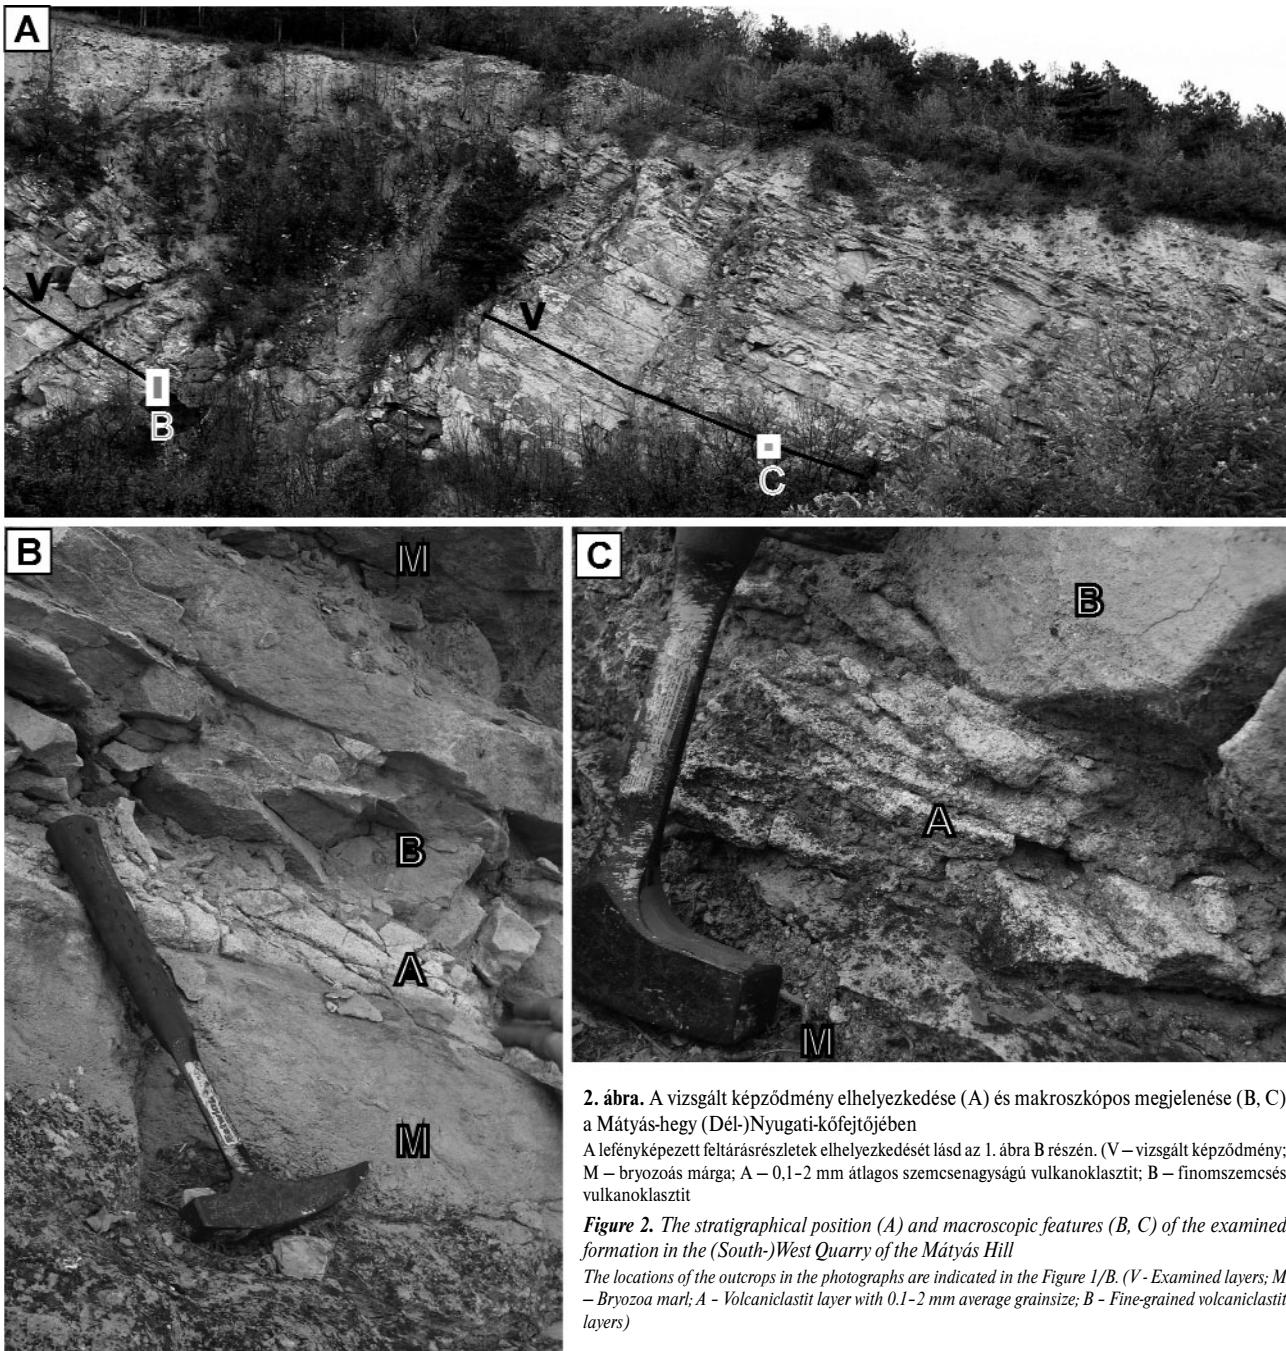 A
V
V
B
C
B
M
B
A
M
C
B
A
M
2. ábra. A vizsgált képződmény elhelyezkedése (A) és makroszkópos megjelenése (B, C)
a Mátyás-hegy (Dél-)Nyugati-kőfejtőjében
A lefényképezett feltárásrészletek elhelyezkedését lásd az 1. ábra B részén. (V – vizsgált képződmény;
M – bryozoás márga; A – 0,1–2 mm átlagos szemcsenagyságú vulkanoklasztit; B – finomszemcsés
vulkanoklasztit
Figure 2. The stratigraphical position (A) and macroscopic features (B, C) of the examined
formation in the (South-)West Quarry of the Mátyás Hill
The locations of the outcrops in the photographs are indicated in the Figure 1/B. (V - Examined layers; M
– Bryozoa marl; A – Volcaniclastit layer with 0.1–2 mm average grainsize; B – Fine-grained volcaniclastit
layers)